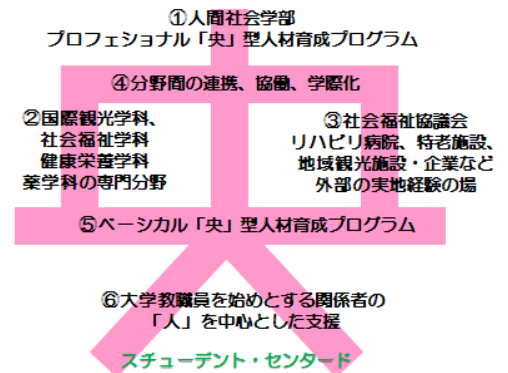 ①人間社会学部
プロフェショナル「央」型人材育成プログラム
④分野間の連携、協働、学際化
②国際観光学科、
社会福祉学科
健康栄養学科
薬学科の専門分野
③社会福祉協議会
リハビリ病院、特老施設、
地域観光施設・企業など
外部の実地経験の場
⑤ベーシカル「央」型人材育成プログラム
⑥大学教職員を始めとする関係者の
「人」を中心とした支援
スチューデント・センタード